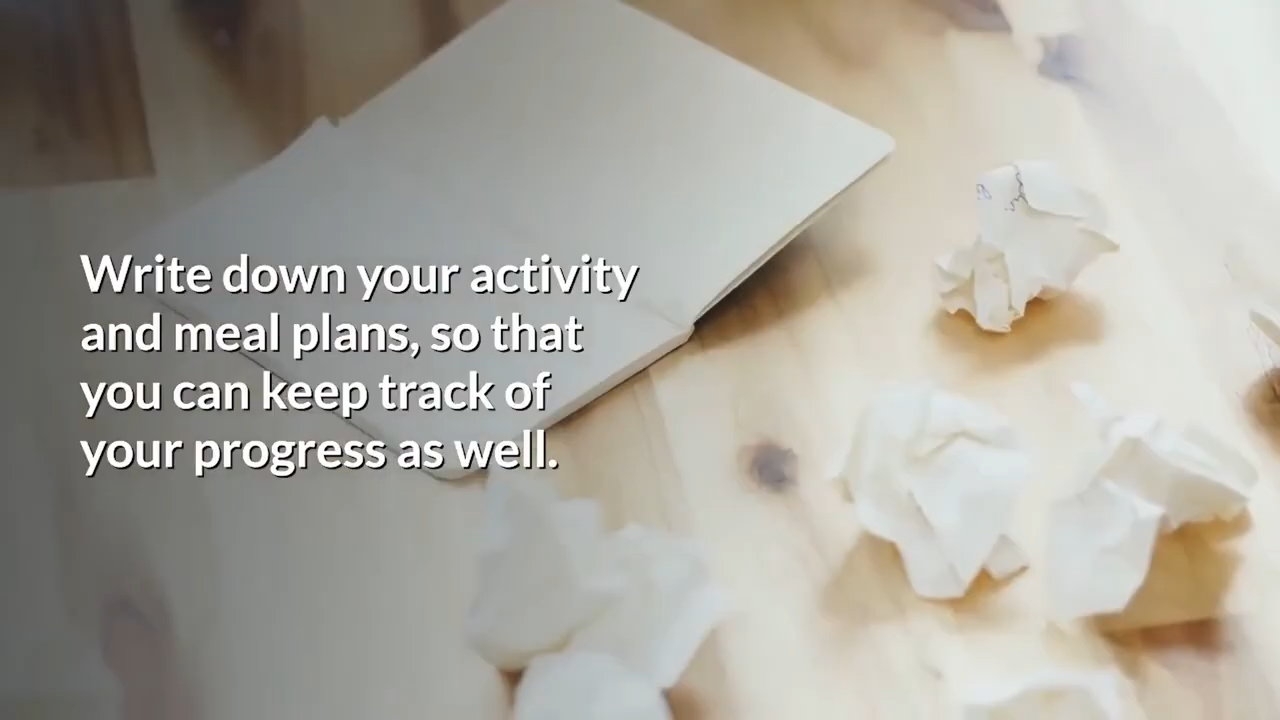 Write down your activity
and meal plans, so that
you can keep track of
your progress as well.